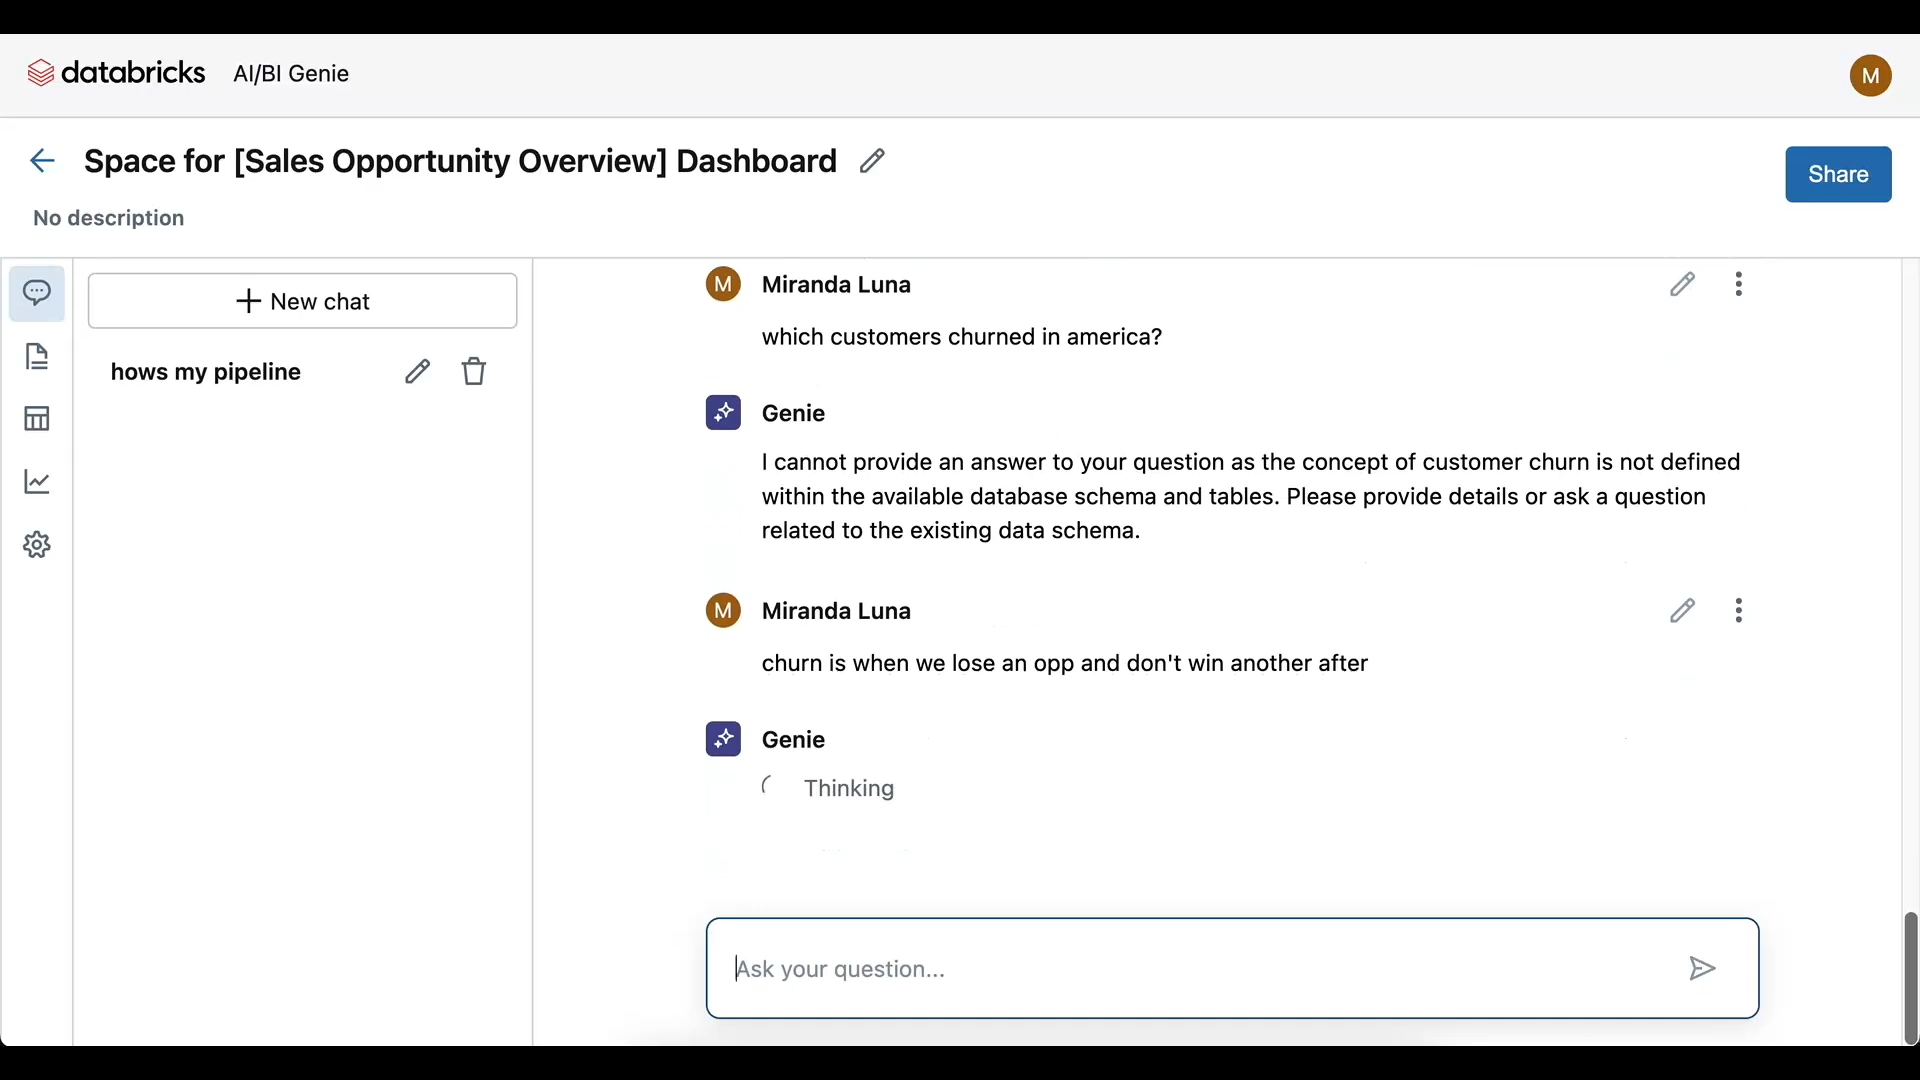 databricks AI/BI Genie
M
Space for [Sales Opportunity Overview] Dashboard
Share
No description
New chat
hows my pipeline
M Miranda Luna
which customers churned in america?
Genie
I cannot provide an answer to your question as the concept of customer churn is not defined
within the available database schema and tables. Please provide details or ask a question
related to the existing data schema.
M Miranda Luna
churn is when we lose an opp and don't win another after
Genie
Thinking
Ask your question...